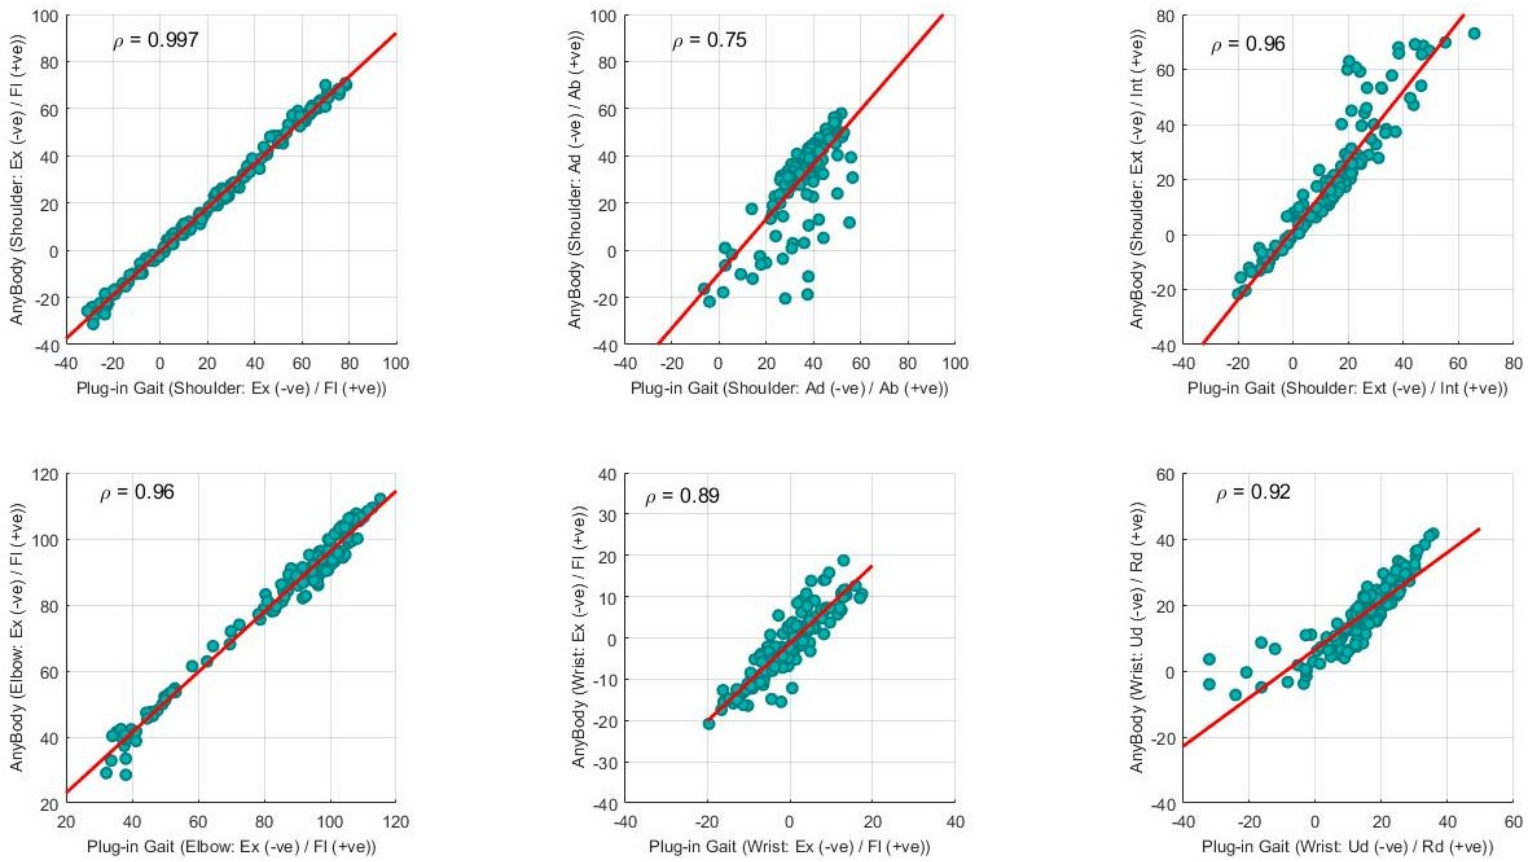 100
80
60
40
20
0
-20
-40
ρ = 0.997
AnyBody (Shoulder: Ex (-ve) / Fl (+ve))
-40 -20 0 20 40 60 80 100
Plug-in Gait (Shoulder: Ex (-ve) / Fl (+ve))
100
80
60
40
20
0
-20
-40
ρ = 0.75
AnyBody (Shoulder: Ad (-ve) / Ab (+ve))
-40 -20 0 20 40 60 80 100
Plug-in Gait (Shoulder: Ad (-ve) / Ab (+ve))
80
60
40
20
0
-20
-40
ρ = 0.96
AnyBody (Shoulder: Ext (-ve) / Int (+ve))
-40 -20 0 20 40 60 80
Plug-in Gait (Shoulder: Ext (-ve) / Int (+ve))
120
100
80
60
40
20
ρ = 0.96
AnyBody (Elbow: Ex (-ve) / Fl (+ve))
20 40 60 80 100 120
Plug-in Gait (Elbow: Ex (-ve) / Fl (+ve))
40
30
20
10
0
-10
-20
-30
-40
ρ = 0.89
AnyBody (Wrist: Ex (-ve) / Fl (+ve))
-40 -20 0 20 40
Plug-in Gait (Wrist: Ex (-ve) / Fl (+ve))
60
40
20
0
-20
-40
ρ = 0.92
AnyBody (Wrist: Ud (-ve) / Rd (+ve))
-40 -20 0 20 40 60
Plug-in Gait (Wrist: Ud (-ve) / Rd (+ve))